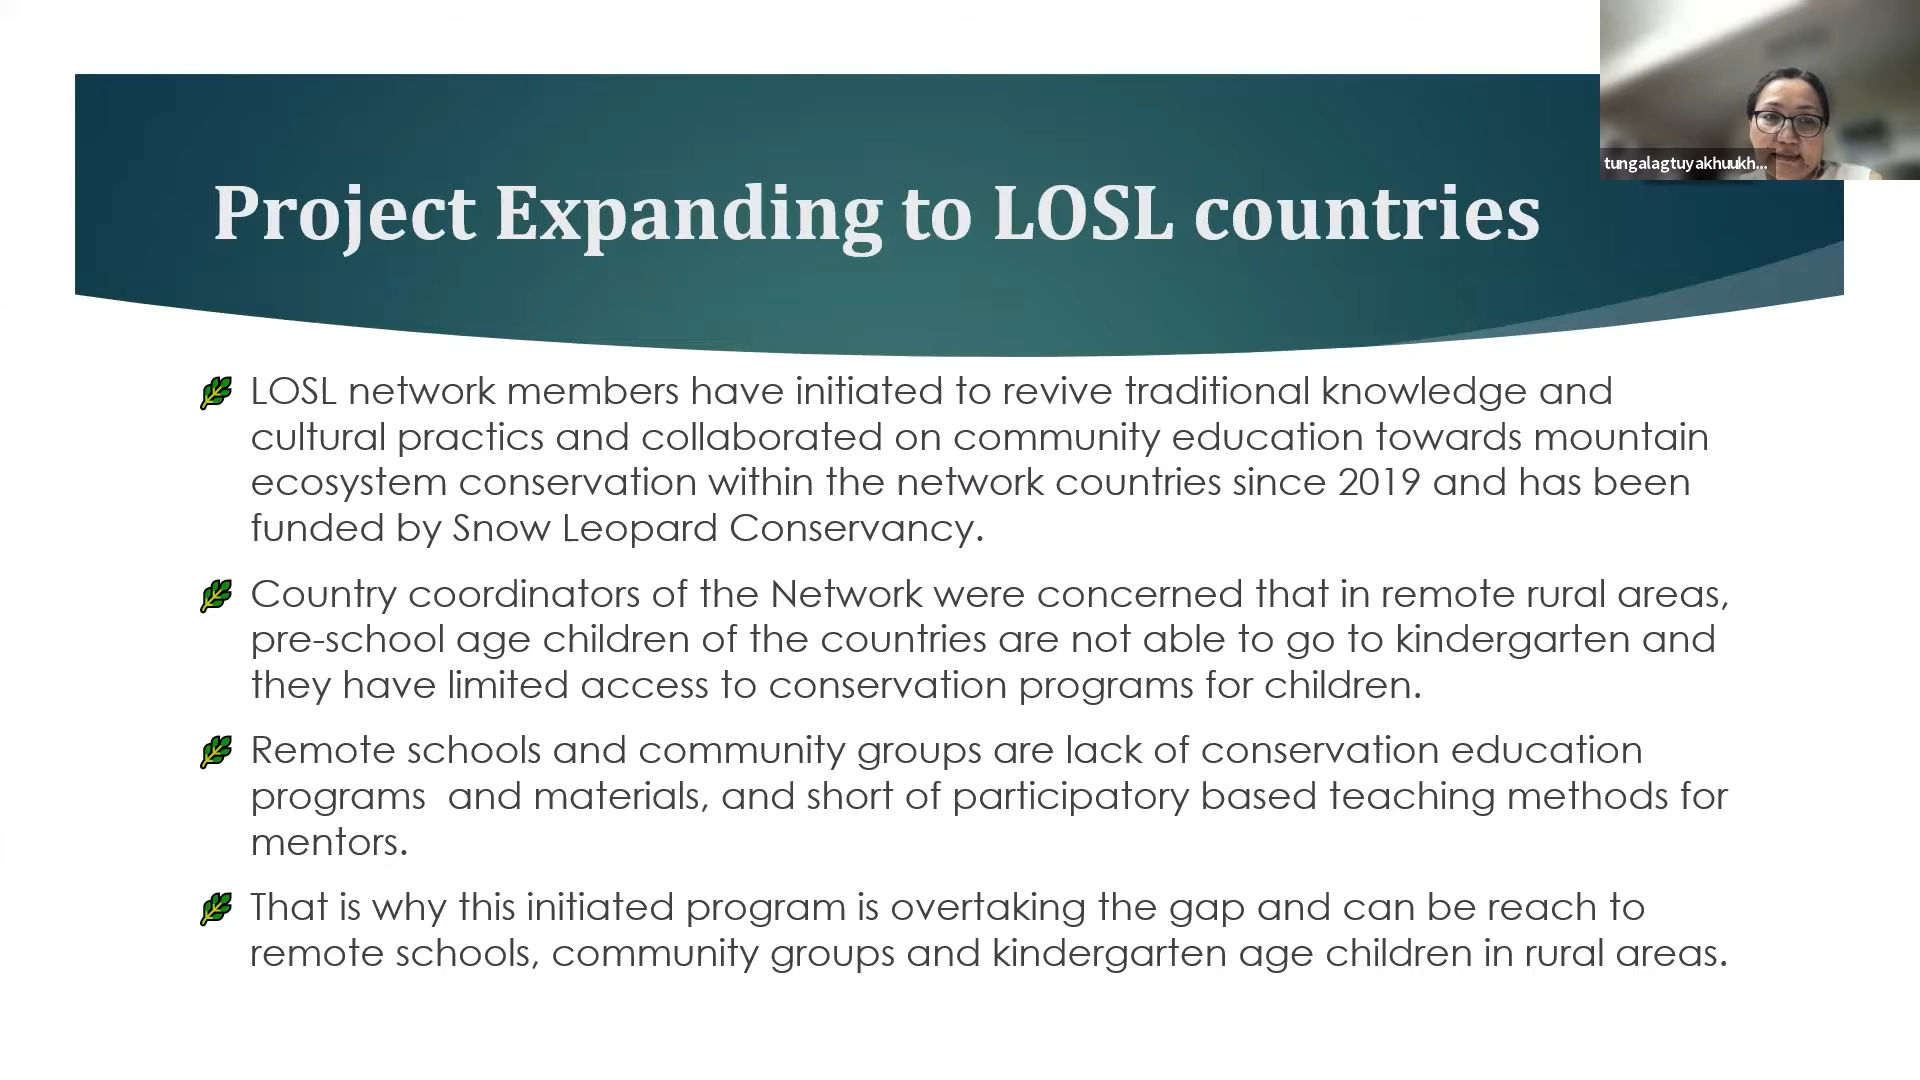 tungalagtuyakhuukh...
Project Expanding to LOSL countries
LOSL network members have initiated to revive traditional knowledge and
cultural practics and collaborated on community education towards mountain
ecosystem conservation within the network countries since 2019 and has been
funded by Snow Leopard Conservancy.
Country coordinators of the Network were concerned that in remote rural areas,
pre-school age children of the countries are not able to go to kindergarten and
they have limited access to conservation programs for children.
Remote schools and community groups are lack of conservation education
programs  and materials, and short of participatory based teaching methods for
mentors.
That is why this initiated program is overtaking the gap and can be reach to
remote schools, community groups and kindergarten age children in rural areas.